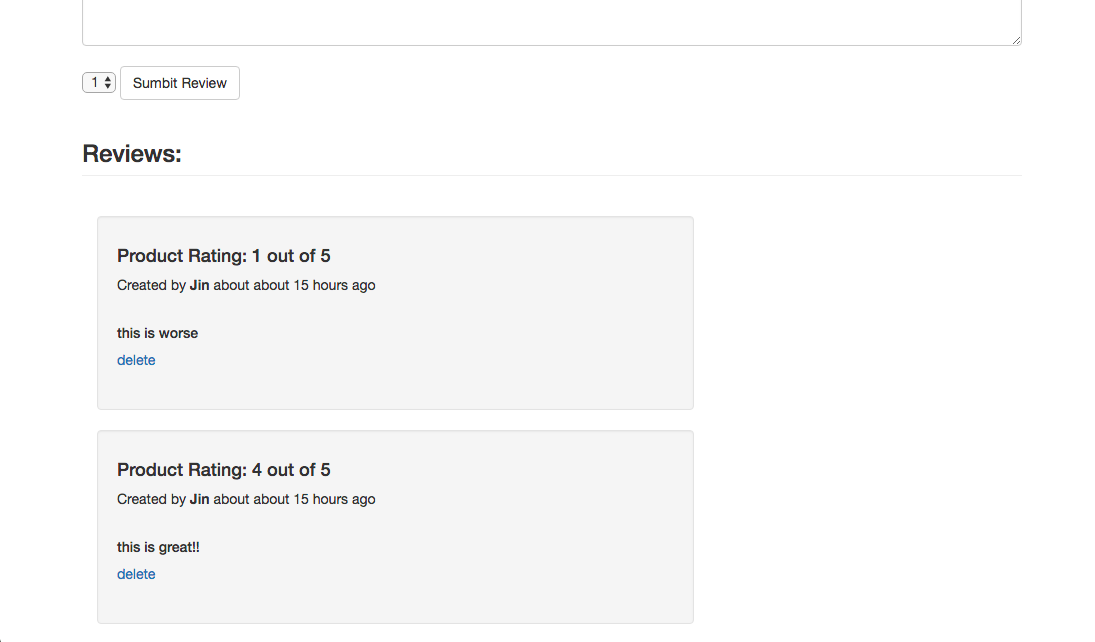 1 Sumbit Review
Reviews:
Product Rating: 1 out of 5
Created by Jin about about 15 hours ago
this is worse
delete
Product Rating: 4 out of 5
Created by Jin about about 15 hours ago
this is great!!
delete